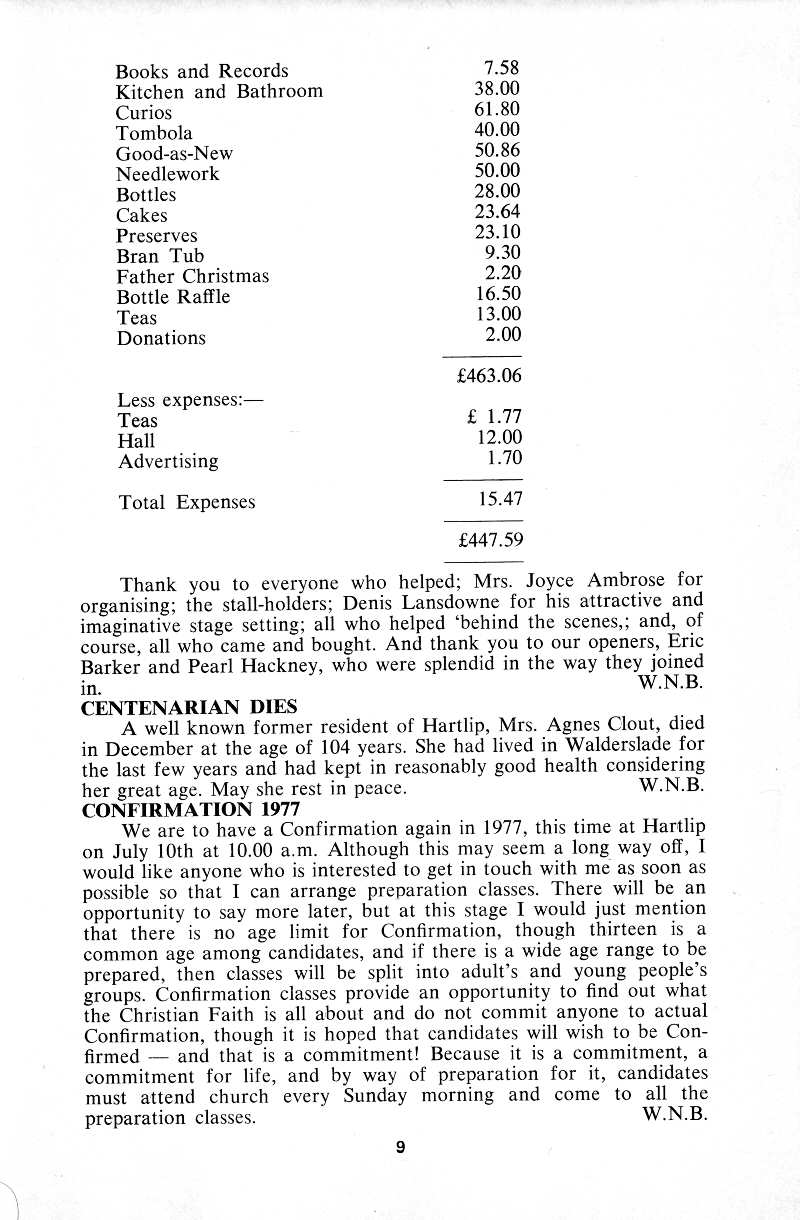 Books and Records 7.58
Kitchen and Bathroom 38.00
Curios 61.80
Tombola 40.00
Good-as-New 50.86
Needlework 50.00
Bottles 28.00
Cakes 23.64
Preserves 23.10
Bran Tub 9.30
Father Christmas 2.20
Bottle Raffle 16.50
Teas 13.00
Donations 2.00
£463.06
Less expenses:—
Teas £ 1.77
Hall 12.00
Advertising 1.70
Total Expenses 15.47
£447.59
Thank you to everyone who helped; Mrs. Joyce Ambrose for
organising; the stall-holders; Denis Lansdowne for his attractive and
imaginative stage setting; all who helped ‘behind the scenes,; and, of
course, all who came and bought. And thank you to our openers, Eric
Barker and Pearl Hackney, who were splendid in the way they joined
in. W.N.B.
CENTENARIAN DIES
A well known former resident of Hartlip, Mrs. Agnes Clout, died
in December at the age of 104 years. She had lived in Walderslade for
the last few years and had kept in reasonably good health considering
her great age. May she rest in peace. W.N.B.
CONFIRMATION 1977
We are to have a Confirmation again in 1977, this time at Hartlip
on July 10th at 10.00 a.m. Although this may seem a long way off, I
would like anyone who is interested to get in touch with me as soon as
possible so that I can arrange preparation classes. There will be an
opportunity to say more later, but at this stage I would just mention
that there is no age limit for Confirmation, though thirteen is a
common age among candidates, and if there is a wide age range to be
prepared, then classes will be split into adult’s and young people’s
groups. Confirmation classes provide an opportunity to find out what
the Christian Faith is all about and do not commit anyone to actual
Confirmation, though it is hoped that candidates will wish to be Con-
firmed — and that is a commitment! Because it is a commitment, a
commitment for life, and by way of preparation for it, candidates
must attend church every Sunday morning and come to all the
preparation classes. W.N.B.
9